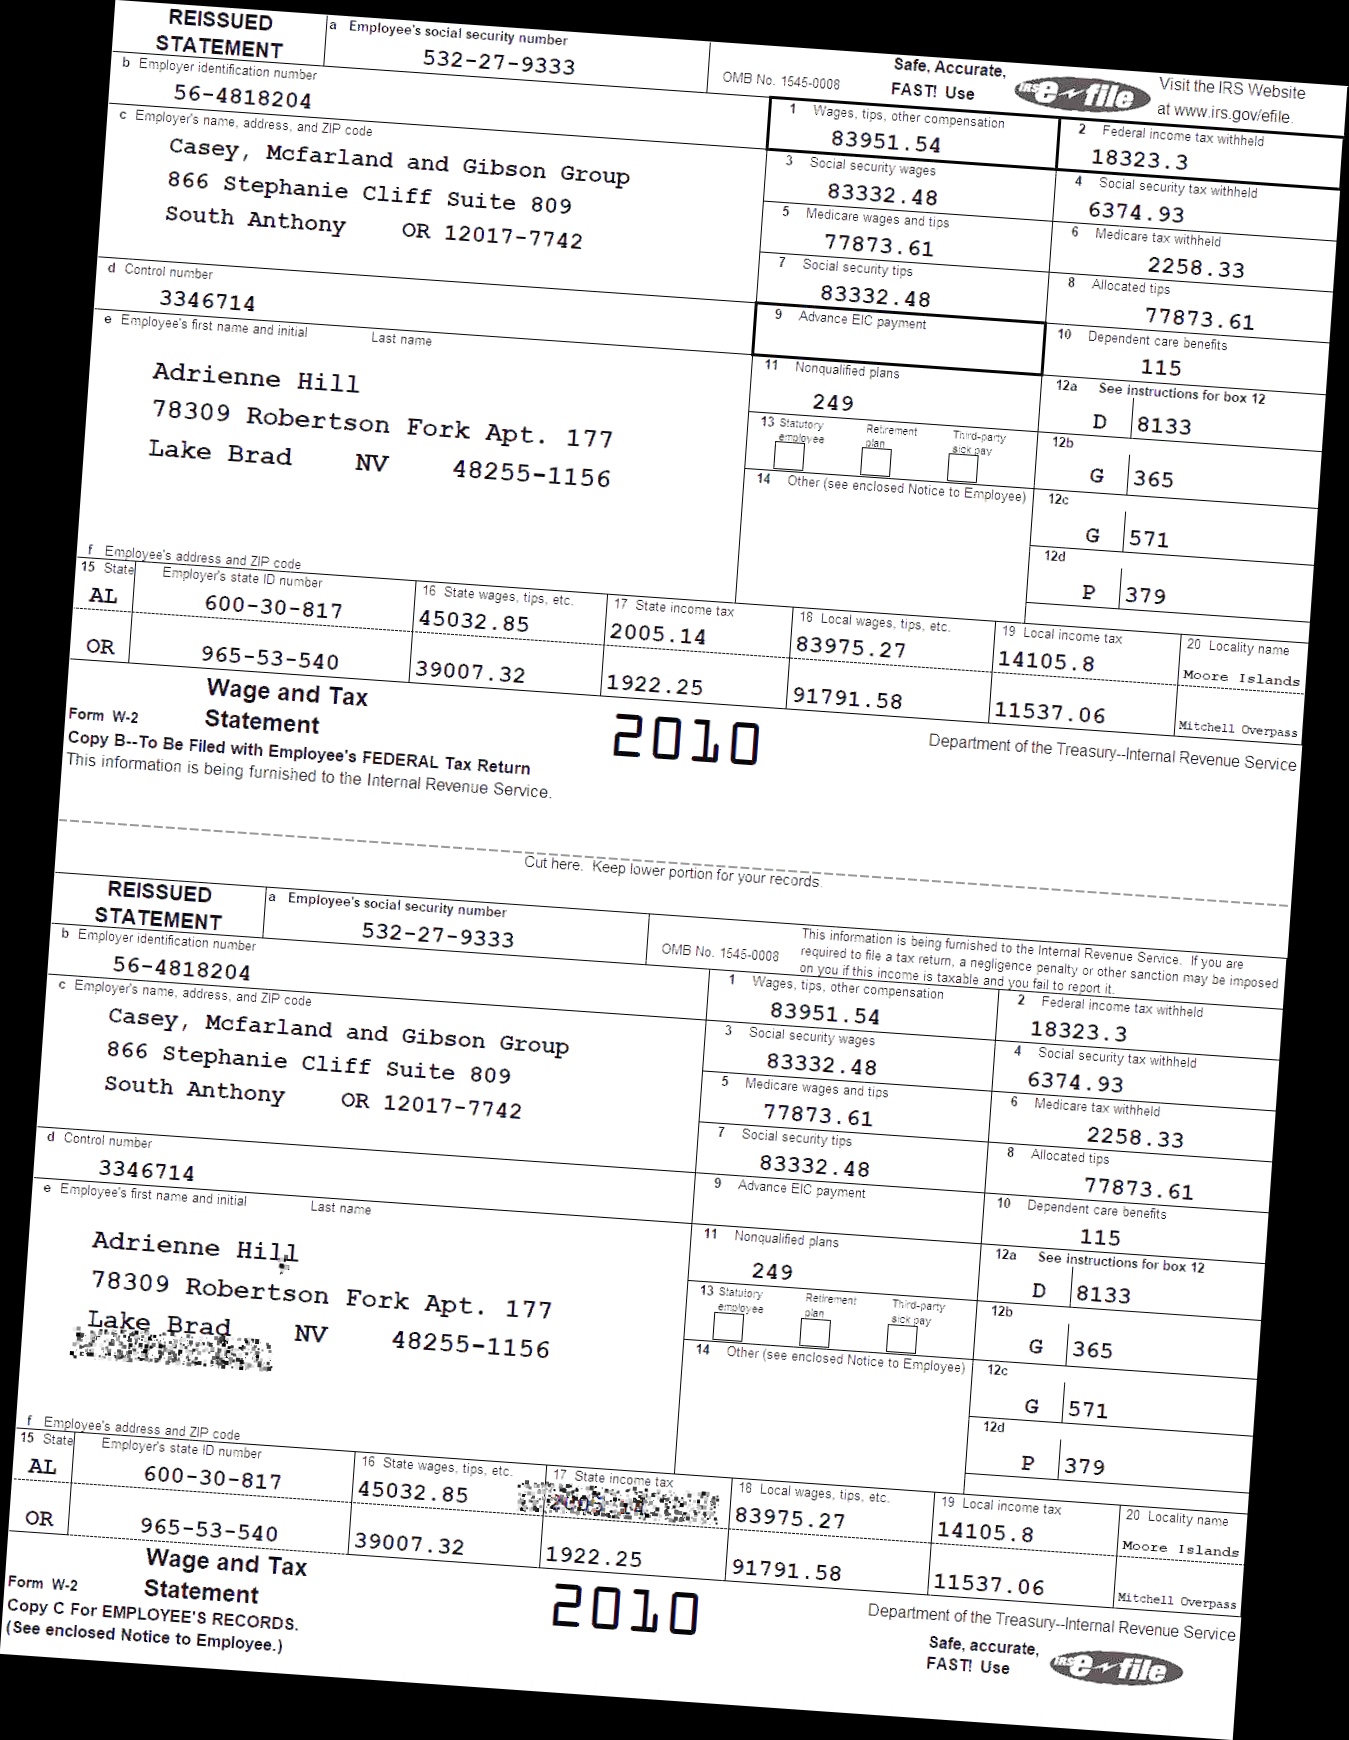 REISSUED STATEMENT
a Employee's social security number
532-27-9333
OMB No. 1545-0008
Safe, Accurate, FAST! Use
IRS e-file
Visit the IRS Website at www.irs.gov/efile.
b Employer identification number
56-4818204
c Employer's name, address, and ZIP code
Casey, Mcfarland and Gibson Group
866 Stephanie Cliff Suite 809
South Anthony OR 12017-7742
1 Wages, tips, other compensation
83951.54
2 Federal income tax withheld
18323.3
3 Social security wages
83332.48
4 Social security tax withheld
6374.93
5 Medicare wages and tips
77873.61
6 Medicare tax withheld
2258.33
d Control number
3346714
7 Social security tips
83332.48
8 Allocated tips
77873.61
e Employee's first name and initial Last name
9 Advance EIC payment
10 Dependent care benefits
115
Adrienne Hill
78309 Robertson Fork Apt. 177
Lake Brad NV 48255-1156
11 Nonqualified plans
249
12a See instructions for box 12
D 8133
13 Statutory employee Retirement plan Third-party sick pay
12b
G 365
14 Other (see enclosed Notice to Employee)
12c
G 571
12d
P 379
f Employee's address and ZIP code
15 State Employer's state ID number
16 State wages, tips, etc.
17 State income tax
18 Local wages, tips, etc.
19 Local income tax
20 Locality name
AL 600-30-817 45032.85 2005.14 83975.27 14105.8 Moore Islands
OR 965-53-540 39007.32 1922.25 91791.58 11537.06 Mitchell Overpass
Form W-2 Wage and Tax Statement
2010
Department of the Treasury--Internal Revenue Service
Copy B--To Be Filed with Employee's FEDERAL Tax Return
This information is being furnished to the Internal Revenue Service.
Cut here. Keep lower portion for your records.
REISSUED STATEMENT
a Employee's social security number
532-27-9333
OMB No. 1545-0008
This information is being furnished to the Internal Revenue Service. If you are
required to file a tax return, a negligence penalty or other sanction may be imposed
on you if this income is taxable and you fail to report it.
b Employer identification number
56-4818204
c Employer's name, address, and ZIP code
Casey, Mcfarland and Gibson Group
866 Stephanie Cliff Suite 809
South Anthony OR 12017-7742
1 Wages, tips, other compensation
83951.54
2 Federal income tax withheld
18323.3
3 Social security wages
83332.48
4 Social security tax withheld
6374.93
5 Medicare wages and tips
77873.61
6 Medicare tax withheld
2258.33
d Control number
3346714
7 Social security tips
83332.48
8 Allocated tips
77873.61
e Employee's first name and initial Last name
9 Advance EIC payment
10 Dependent care benefits
115
Adrienne Hill
78309 Robertson Fork Apt. 177
Lake Brad NV 48255-1156
11 Nonqualified plans
249
12a See instructions for box 12
D 8133
13 Statutory employee Retirement plan Third-party sick pay
12b
G 365
14 Other (see enclosed Notice to Employee)
12c
G 571
12d
P 379
f Employee's address and ZIP code
15 State Employer's state ID number
16 State wages, tips, etc.
17 State income tax
18 Local wages, tips, etc.
19 Local income tax
20 Locality name
AL 600-30-817 45032.85 83975.27 14105.8 Moore Islands
OR 965-53-540 39007.32 1922.25 91791.58 11537.06 Mitchell Overpass
Form W-2 Wage and Tax Statement
2010
Department of the Treasury--Internal Revenue Service
Copy C For EMPLOYEE'S RECORDS.
(See enclosed Notice to Employee.)
Safe, accurate, FAST! Use
IRS e-file